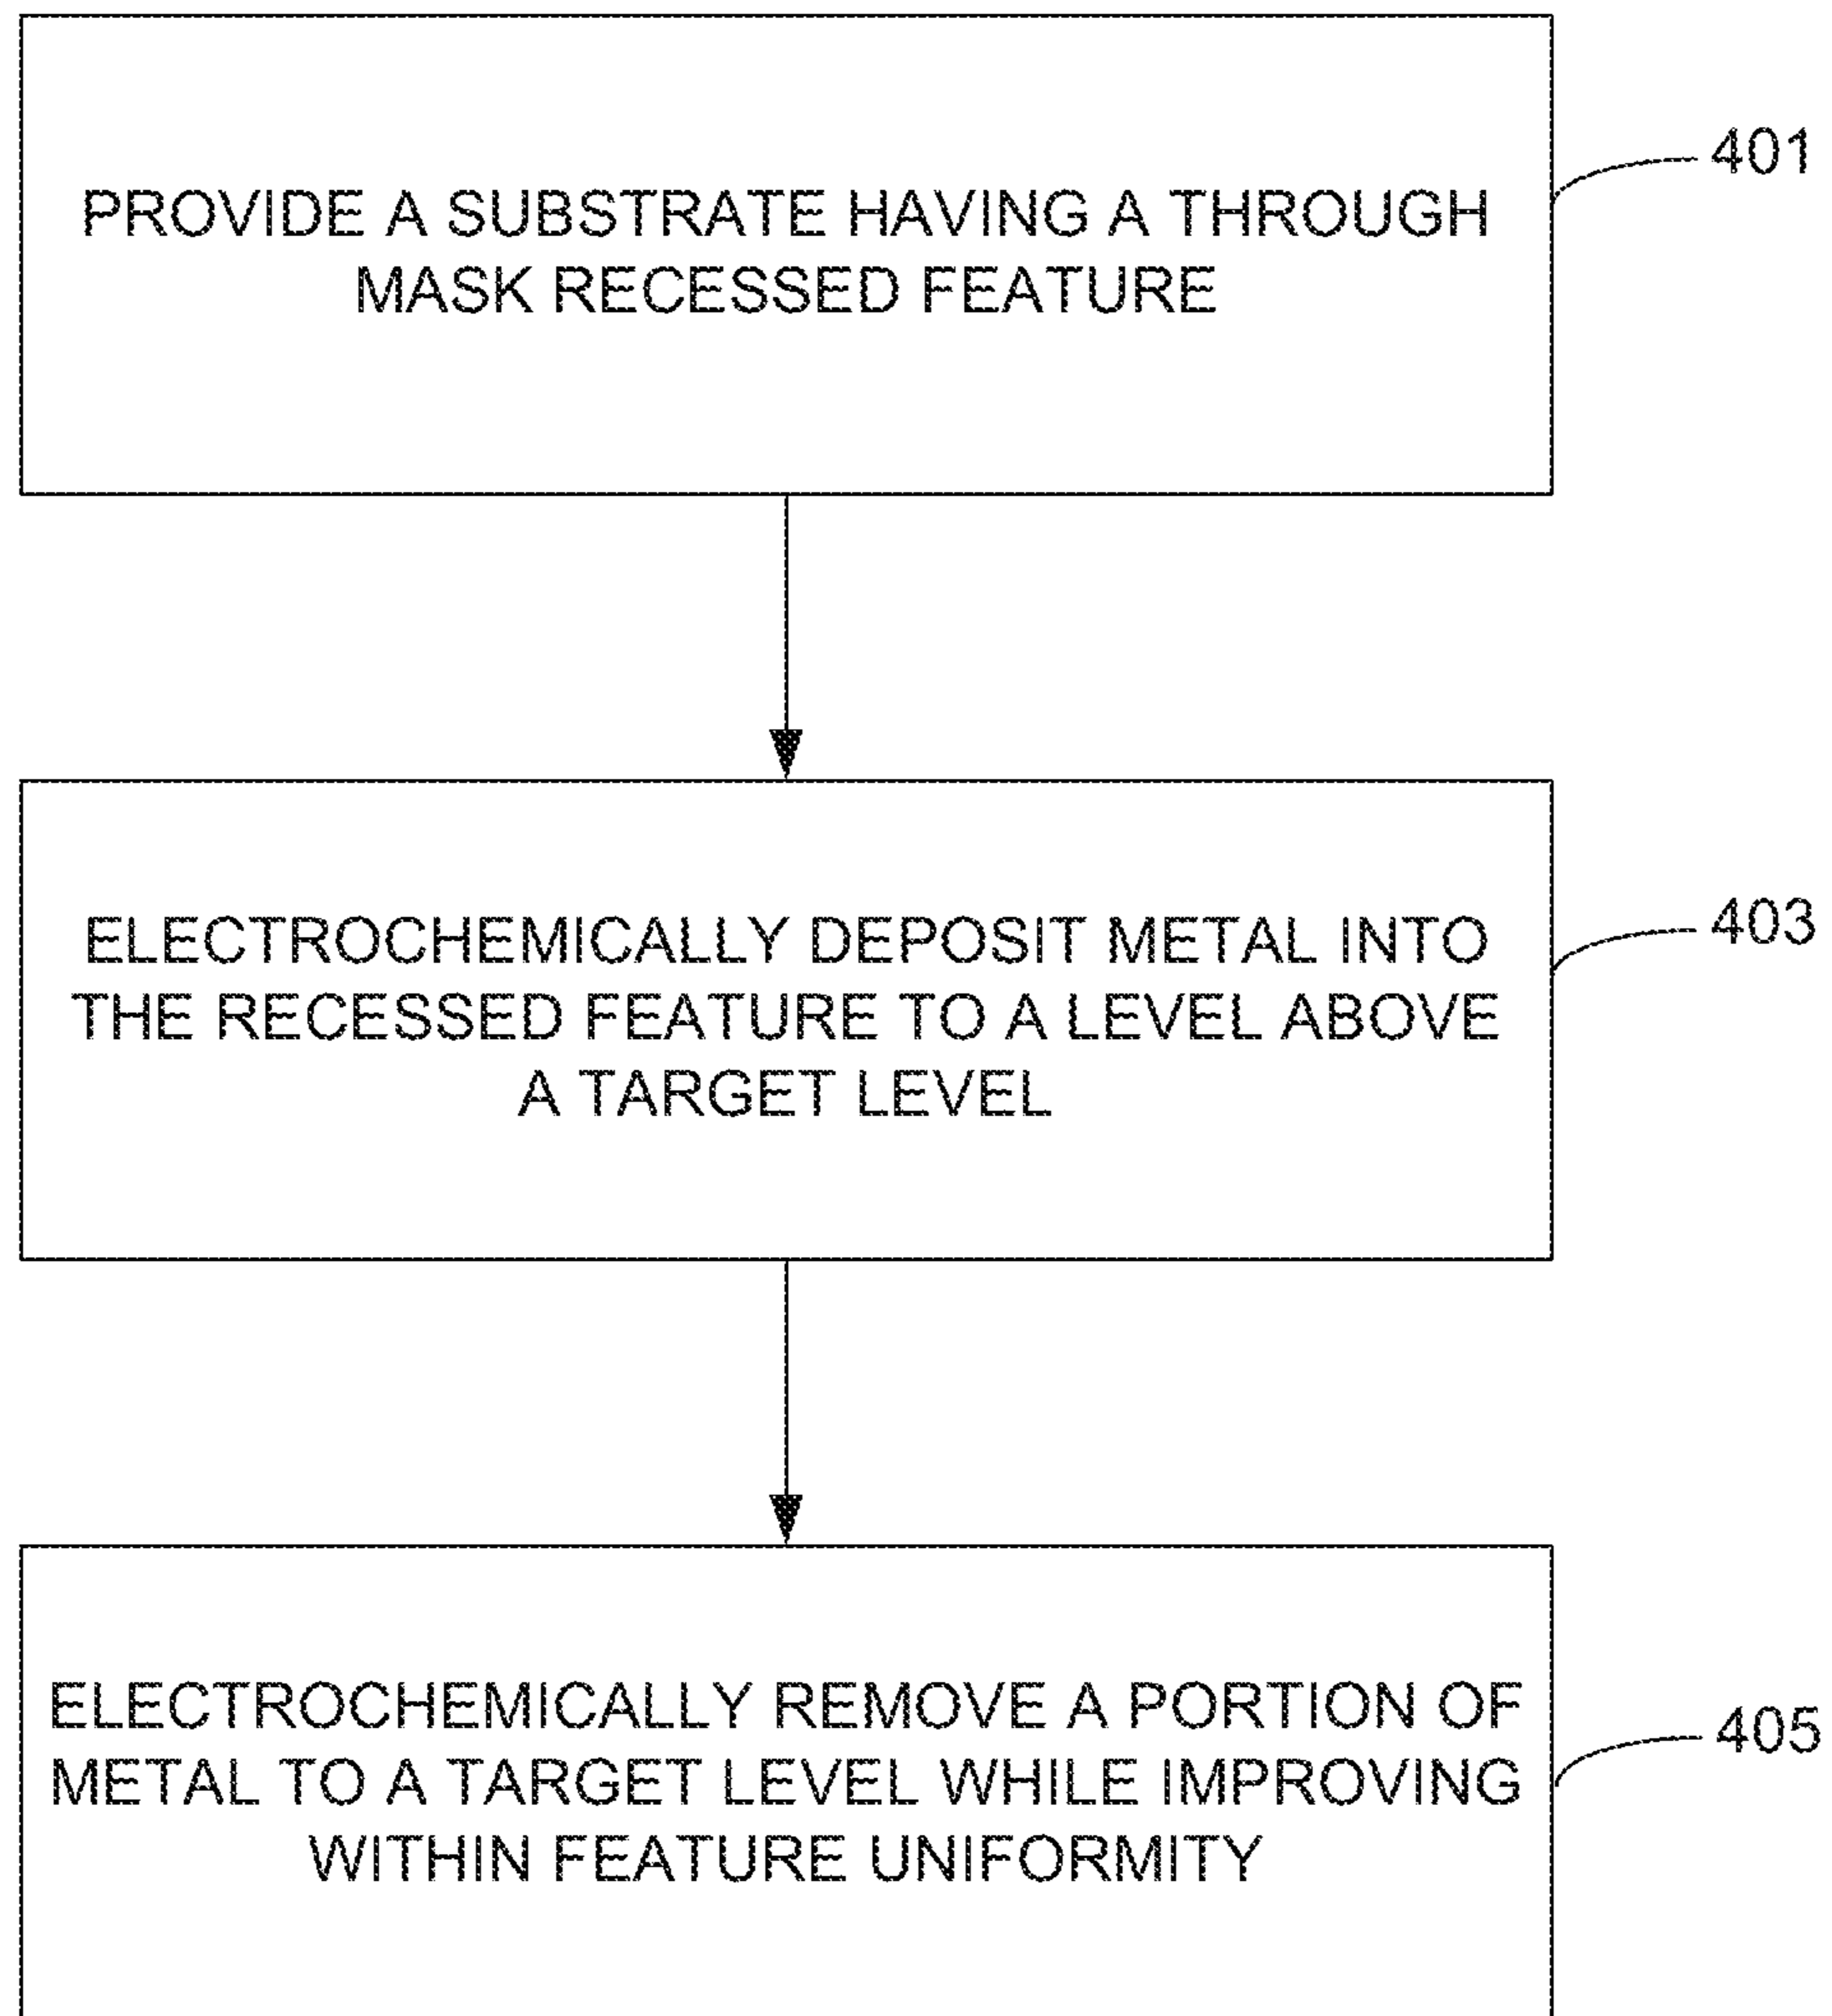 PROVIDE A SUBSTRATE HAVING A THROUGH
MASK RECESSED FEATURE
401
ELECTROCHEMICALLY DEPOSIT METAL INTO
THE RECESSED FEATURE TO A LEVEL ABOVE
A TARGET LEVEL
403
ELECTROCHEMICALLY REMOVE A PORTION OF
METAL TO A TARGET LEVEL WHILE IMPROVING
WITHIN FEATURE UNIFORMITY
405